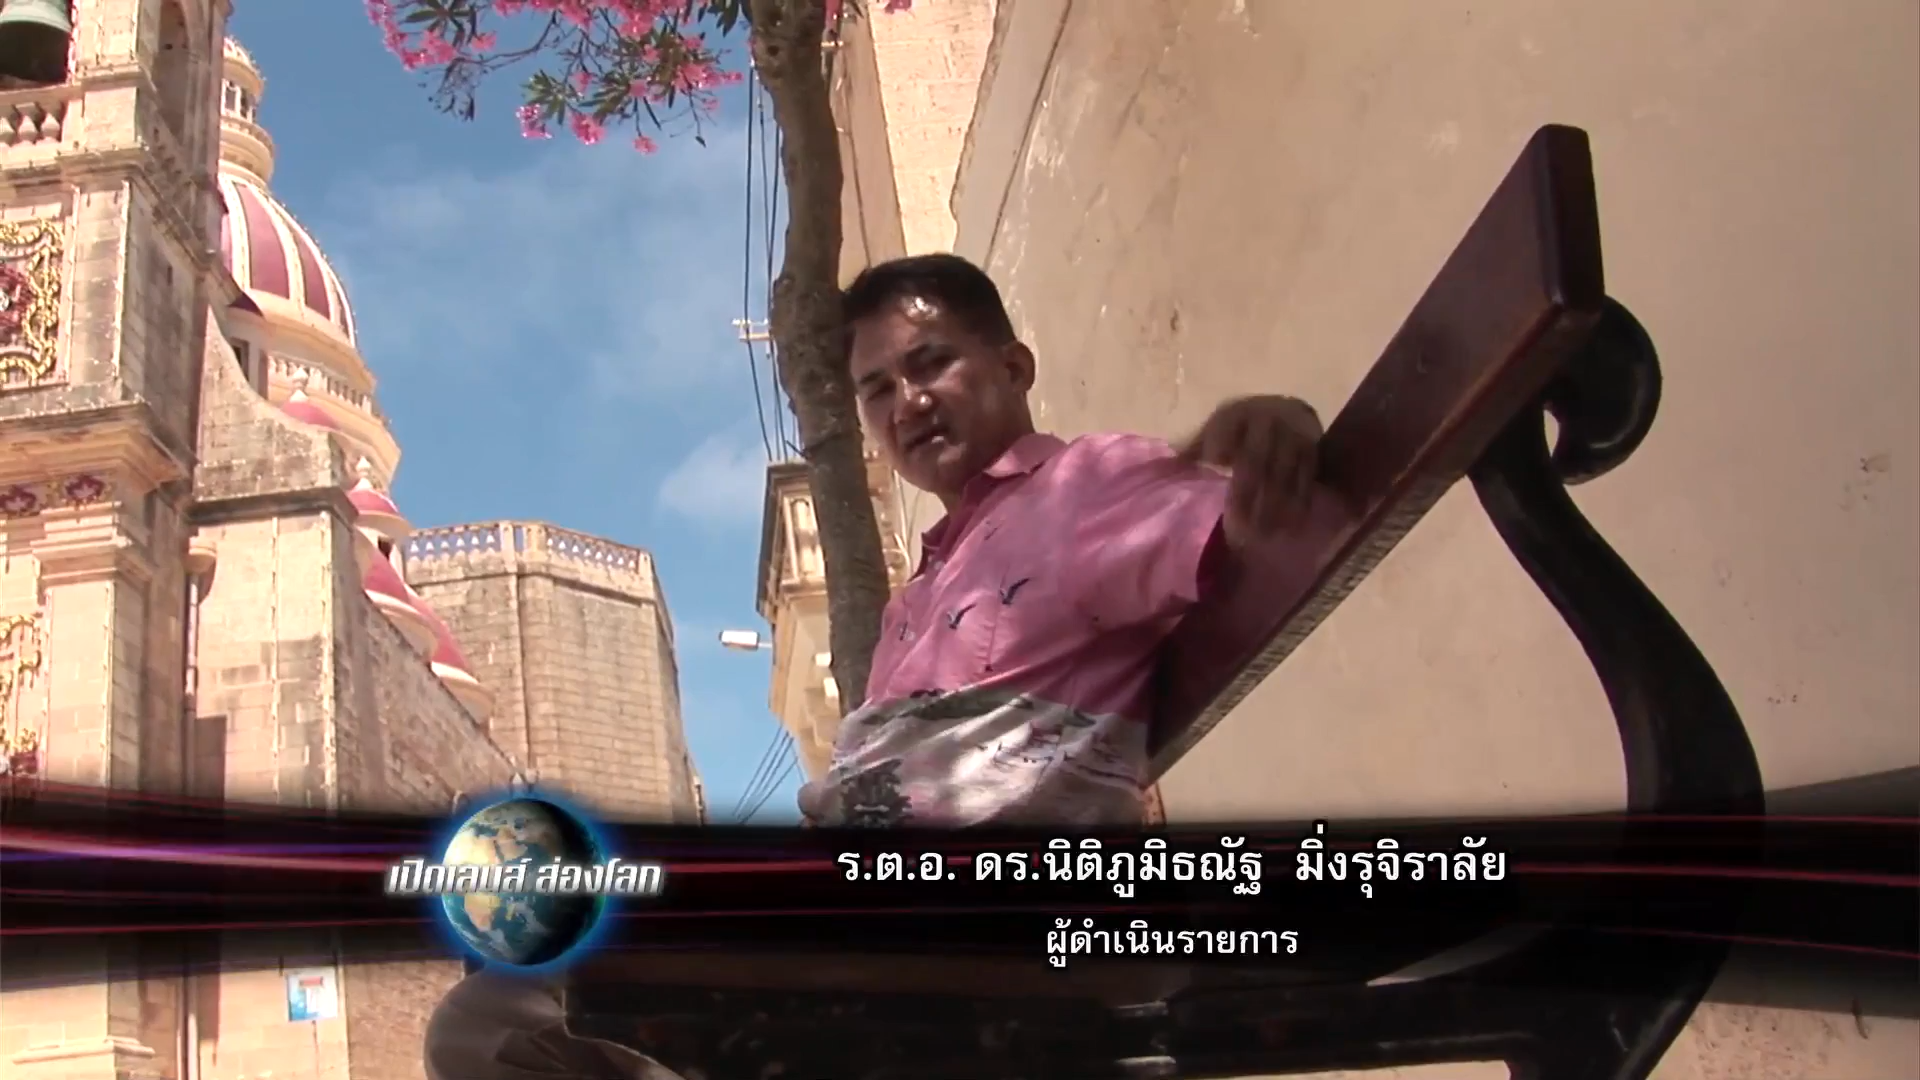 เปิดเลนส์ ส่องโลก
ร.ต.อ. ดร.นิติภูมิธณัฐ มิ่งรุจิราลัย
ผู้ดำเนินรายการ